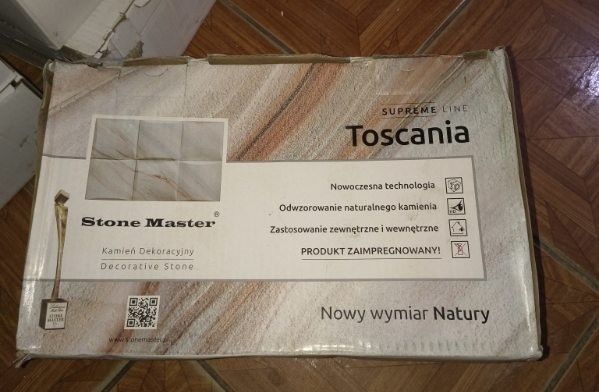 SUPREME LINE
Toscania
Nowoczesna technologia
Odwzorowanie naturalnego kamienia
Zastosowanie zewnętrzne i wewnętrzne
PRODUKT ZAIMPREGNOWANY!
Stone Master®
Kamień Dekoracyjny
Decorative Stone
Nowy wymiar Natury